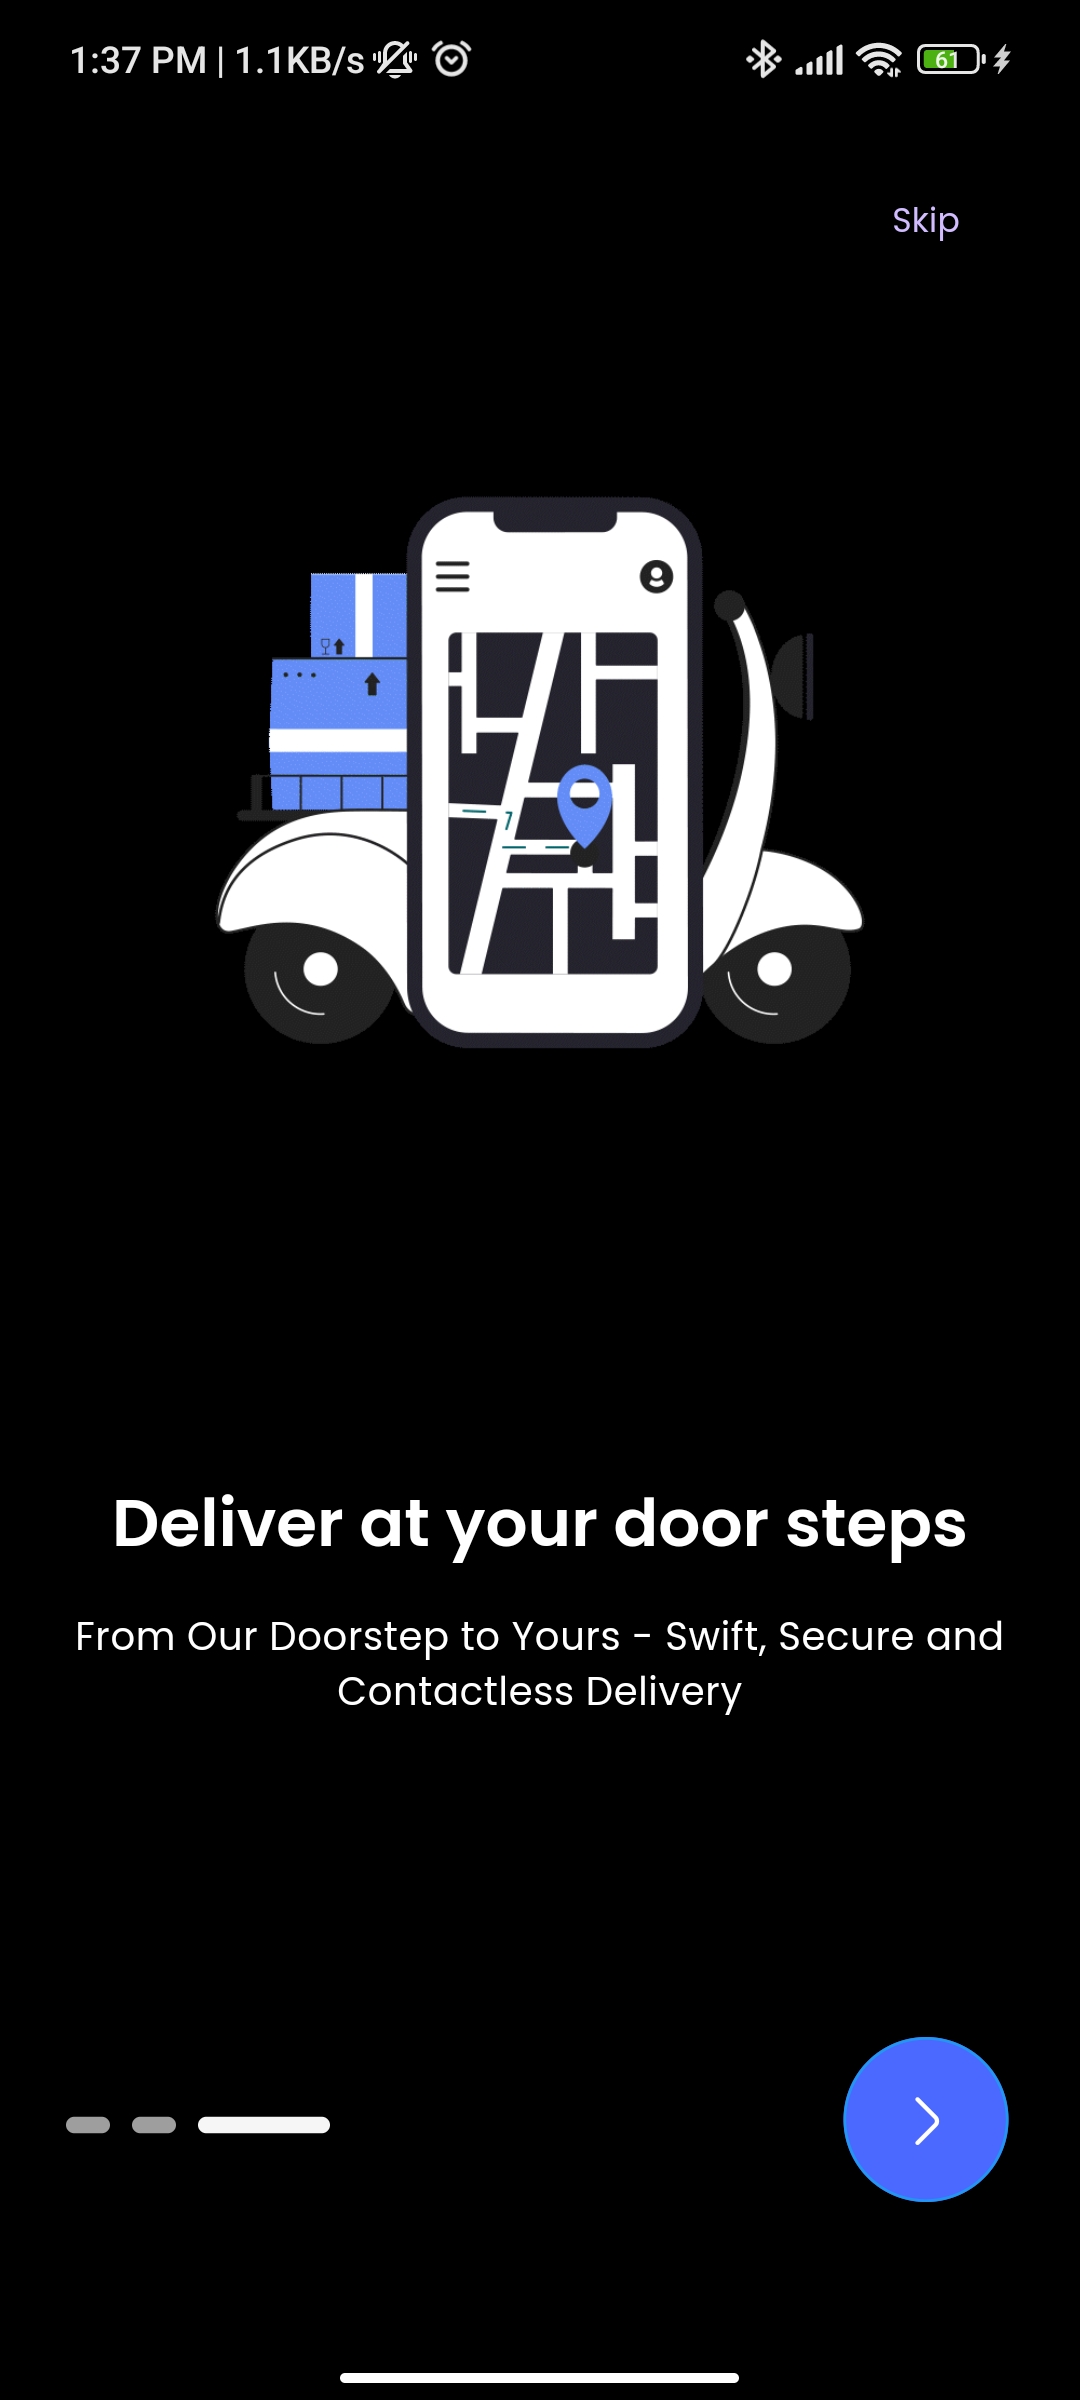 1:37 PM | 1.1KB/s
61
Skip
Deliver at your door steps
From Our Doorstep to Yours - Swift, Secure and
Contactless Delivery